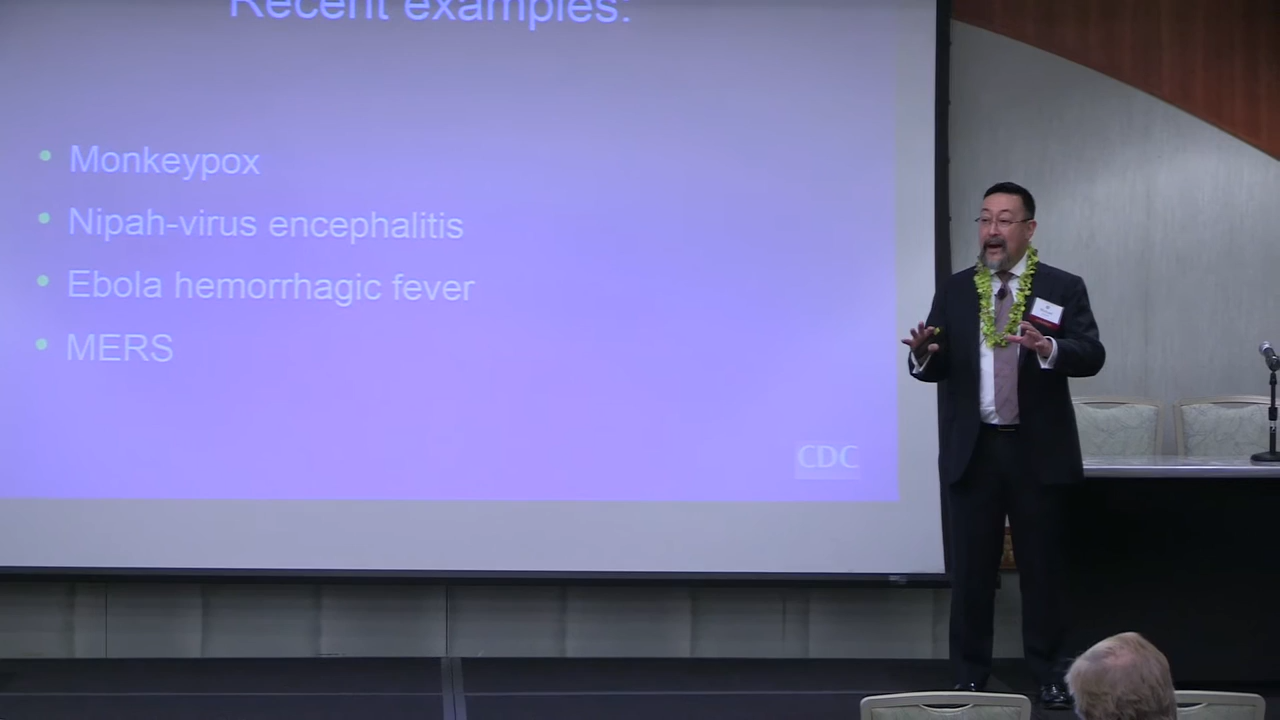 Recent examples:
• Monkeypox
• Nipah-virus encephalitis
• Ebola hemorrhagic fever
• MERS
CDC